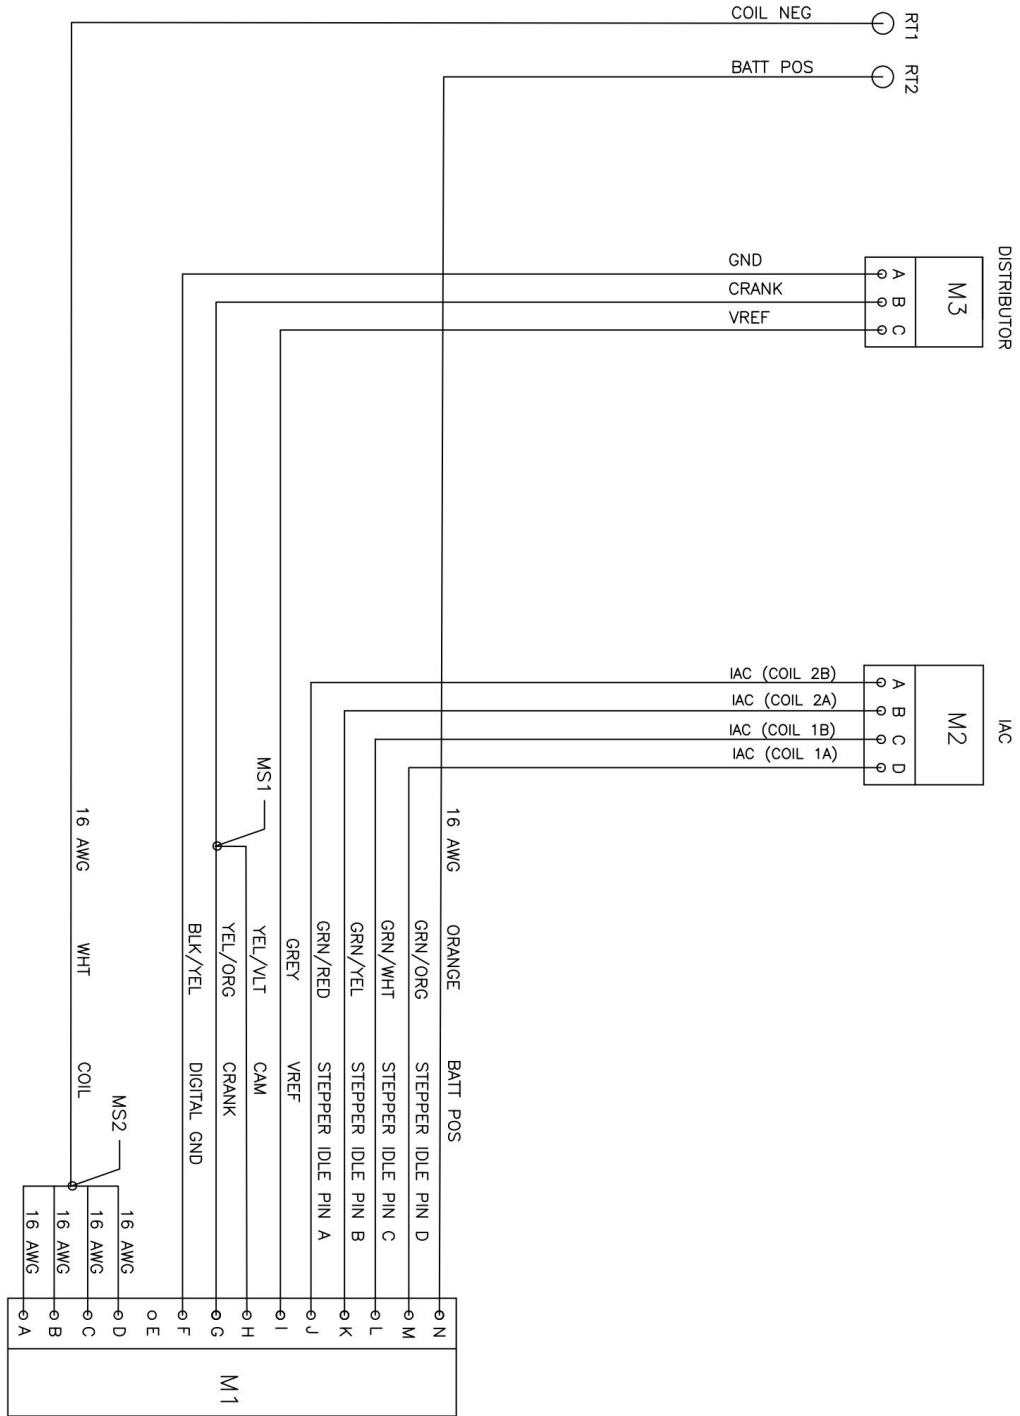 COIL NEG
RT1
BATT POS
RT2
DISTRIBUTOR
M3
GND
A
CRANK
B
VREF
C
IAC
M2
IAC (COIL 2B)
A
IAC (COIL 2A)
B
IAC (COIL 1B)
C
IAC (COIL 1A)
D
MS1
16 AWG
WHT
COIL
BLK/YEL
DIGITAL GND
YEL/ORG
CRANK
YEL/VLT
CAM
GREY
VREF
GRN/RED
STEPPER IDLE PIN A
GRN/YEL
STEPPER IDLE PIN B
GRN/WHT
STEPPER IDLE PIN C
GRN/ORG
STEPPER IDLE PIN D
16 AWG
ORANGE
BATT POS
MS2
16 AWG
16 AWG
16 AWG
16 AWG
A
B
C
D
E
F
G
H
I
J
K
L
M
N
M1